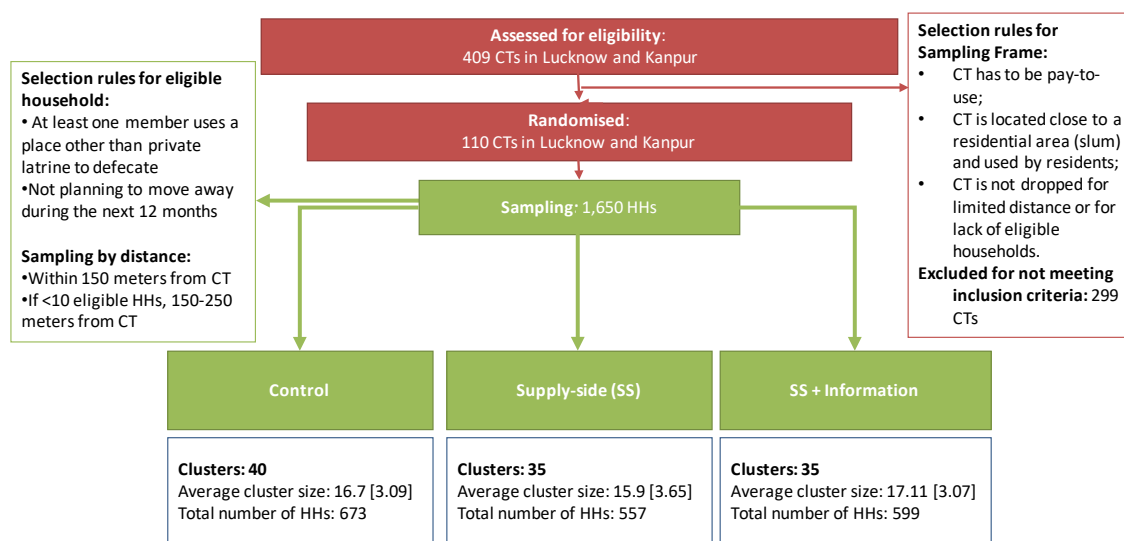 Assessed for eligibility:
409 CTs in Lucknow and Kanpur
Selection rules for
Sampling Frame:
• CT has to be pay-to-
use;
• CT is located close to a
residential area (slum)
and used by residents;
• CT is not dropped for
limited distance or for
lack of eligible
households.
Excluded for not meeting
inclusion criteria: 299
CTs
Selection rules for eligible
household:
• At least one member uses a
place other than private
latrine to defecate
•Not planning to move away
during the next 12 months
Sampling by distance:
•Within 150 meters from CT
•If <10 eligible HHs, 150-250
meters from CT
Randomised:
110 CTs in Lucknow and Kanpur
Sampling: 1,650 HHs
Control
Supply-side (SS)
SS + Information
Clusters: 40
Average cluster size: 16.7 [3.09]
Total number of HHs: 673
Clusters: 35
Average cluster size: 15.9 [3.65]
Total number of HHs: 557
Clusters: 35
Average cluster size: 17.11 [3.07]
Total number of HHs: 599